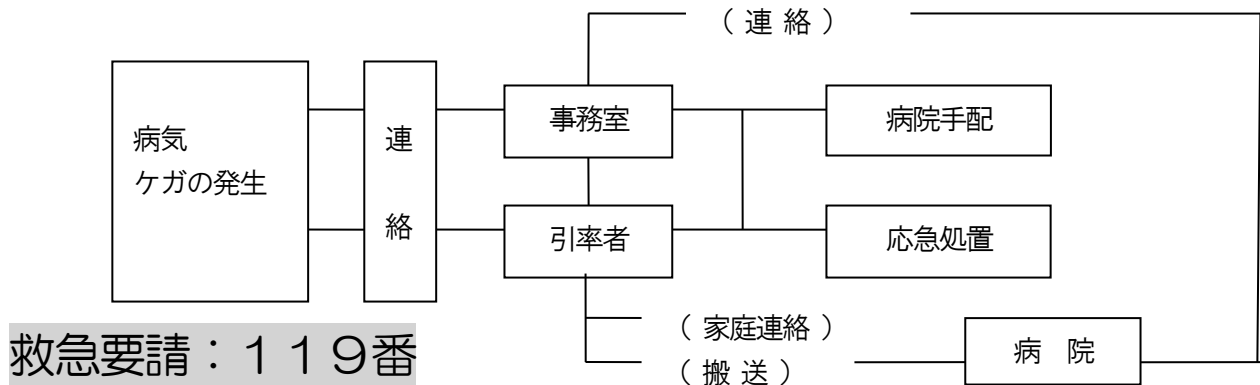 （ 連 絡 ）
病気
ケガの発生
連
絡
事務室
病院手配
引率者
応急処置
（ 家庭連絡 ）
（ 搬 送 ）
病　院
救急要請：１１９番